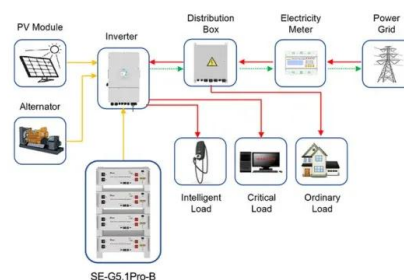 PV Module
Inverter
Distribution
Box
Electricity
Meter
Power
Grid
Alternator
Intelligent
Load
Critical
Load
Ordinary
Load
SE-G5.1Pro-B